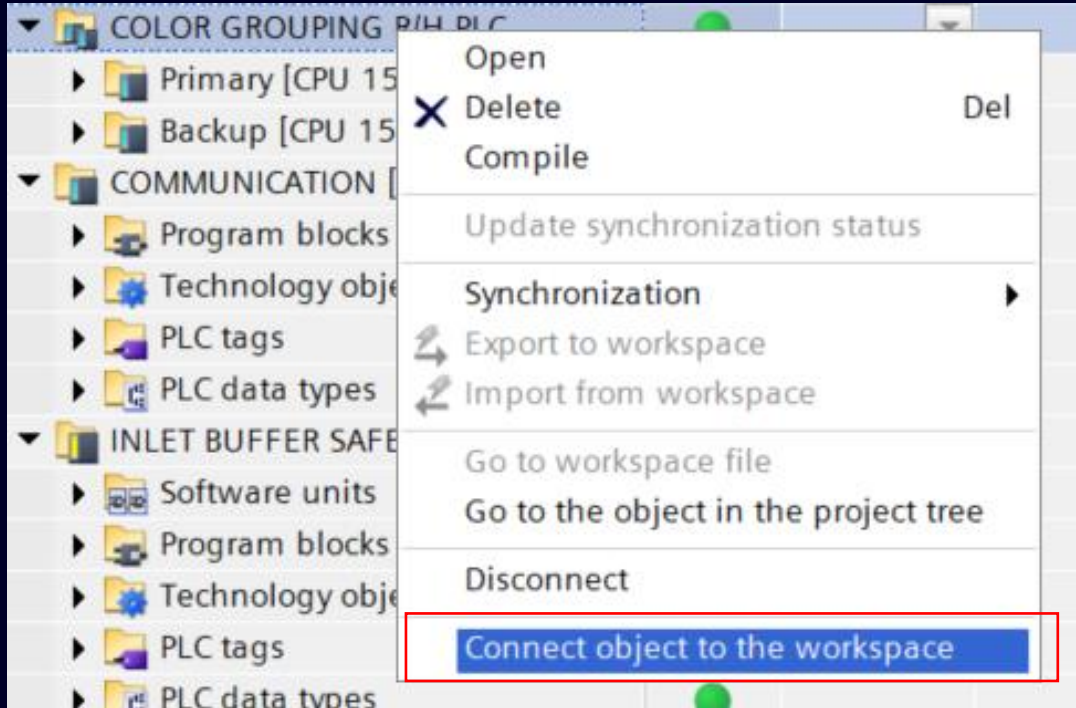 COLOR GROUPING R/H PLC
Primary [CPU 15
Backup [CPU 15
COMMUNICATION [
Program blocks
Technology obje
PLC tags
PLC data types
INLET BUFFER SAFE
Software units
Program blocks
Technology obje
PLC tags
PLC data types
Open
Delete Del
Compile
Update synchronization status
Synchronization
Export to workspace
Import from workspace
Go to workspace file
Go to the object in the project tree
Disconnect
Connect object to the workspace